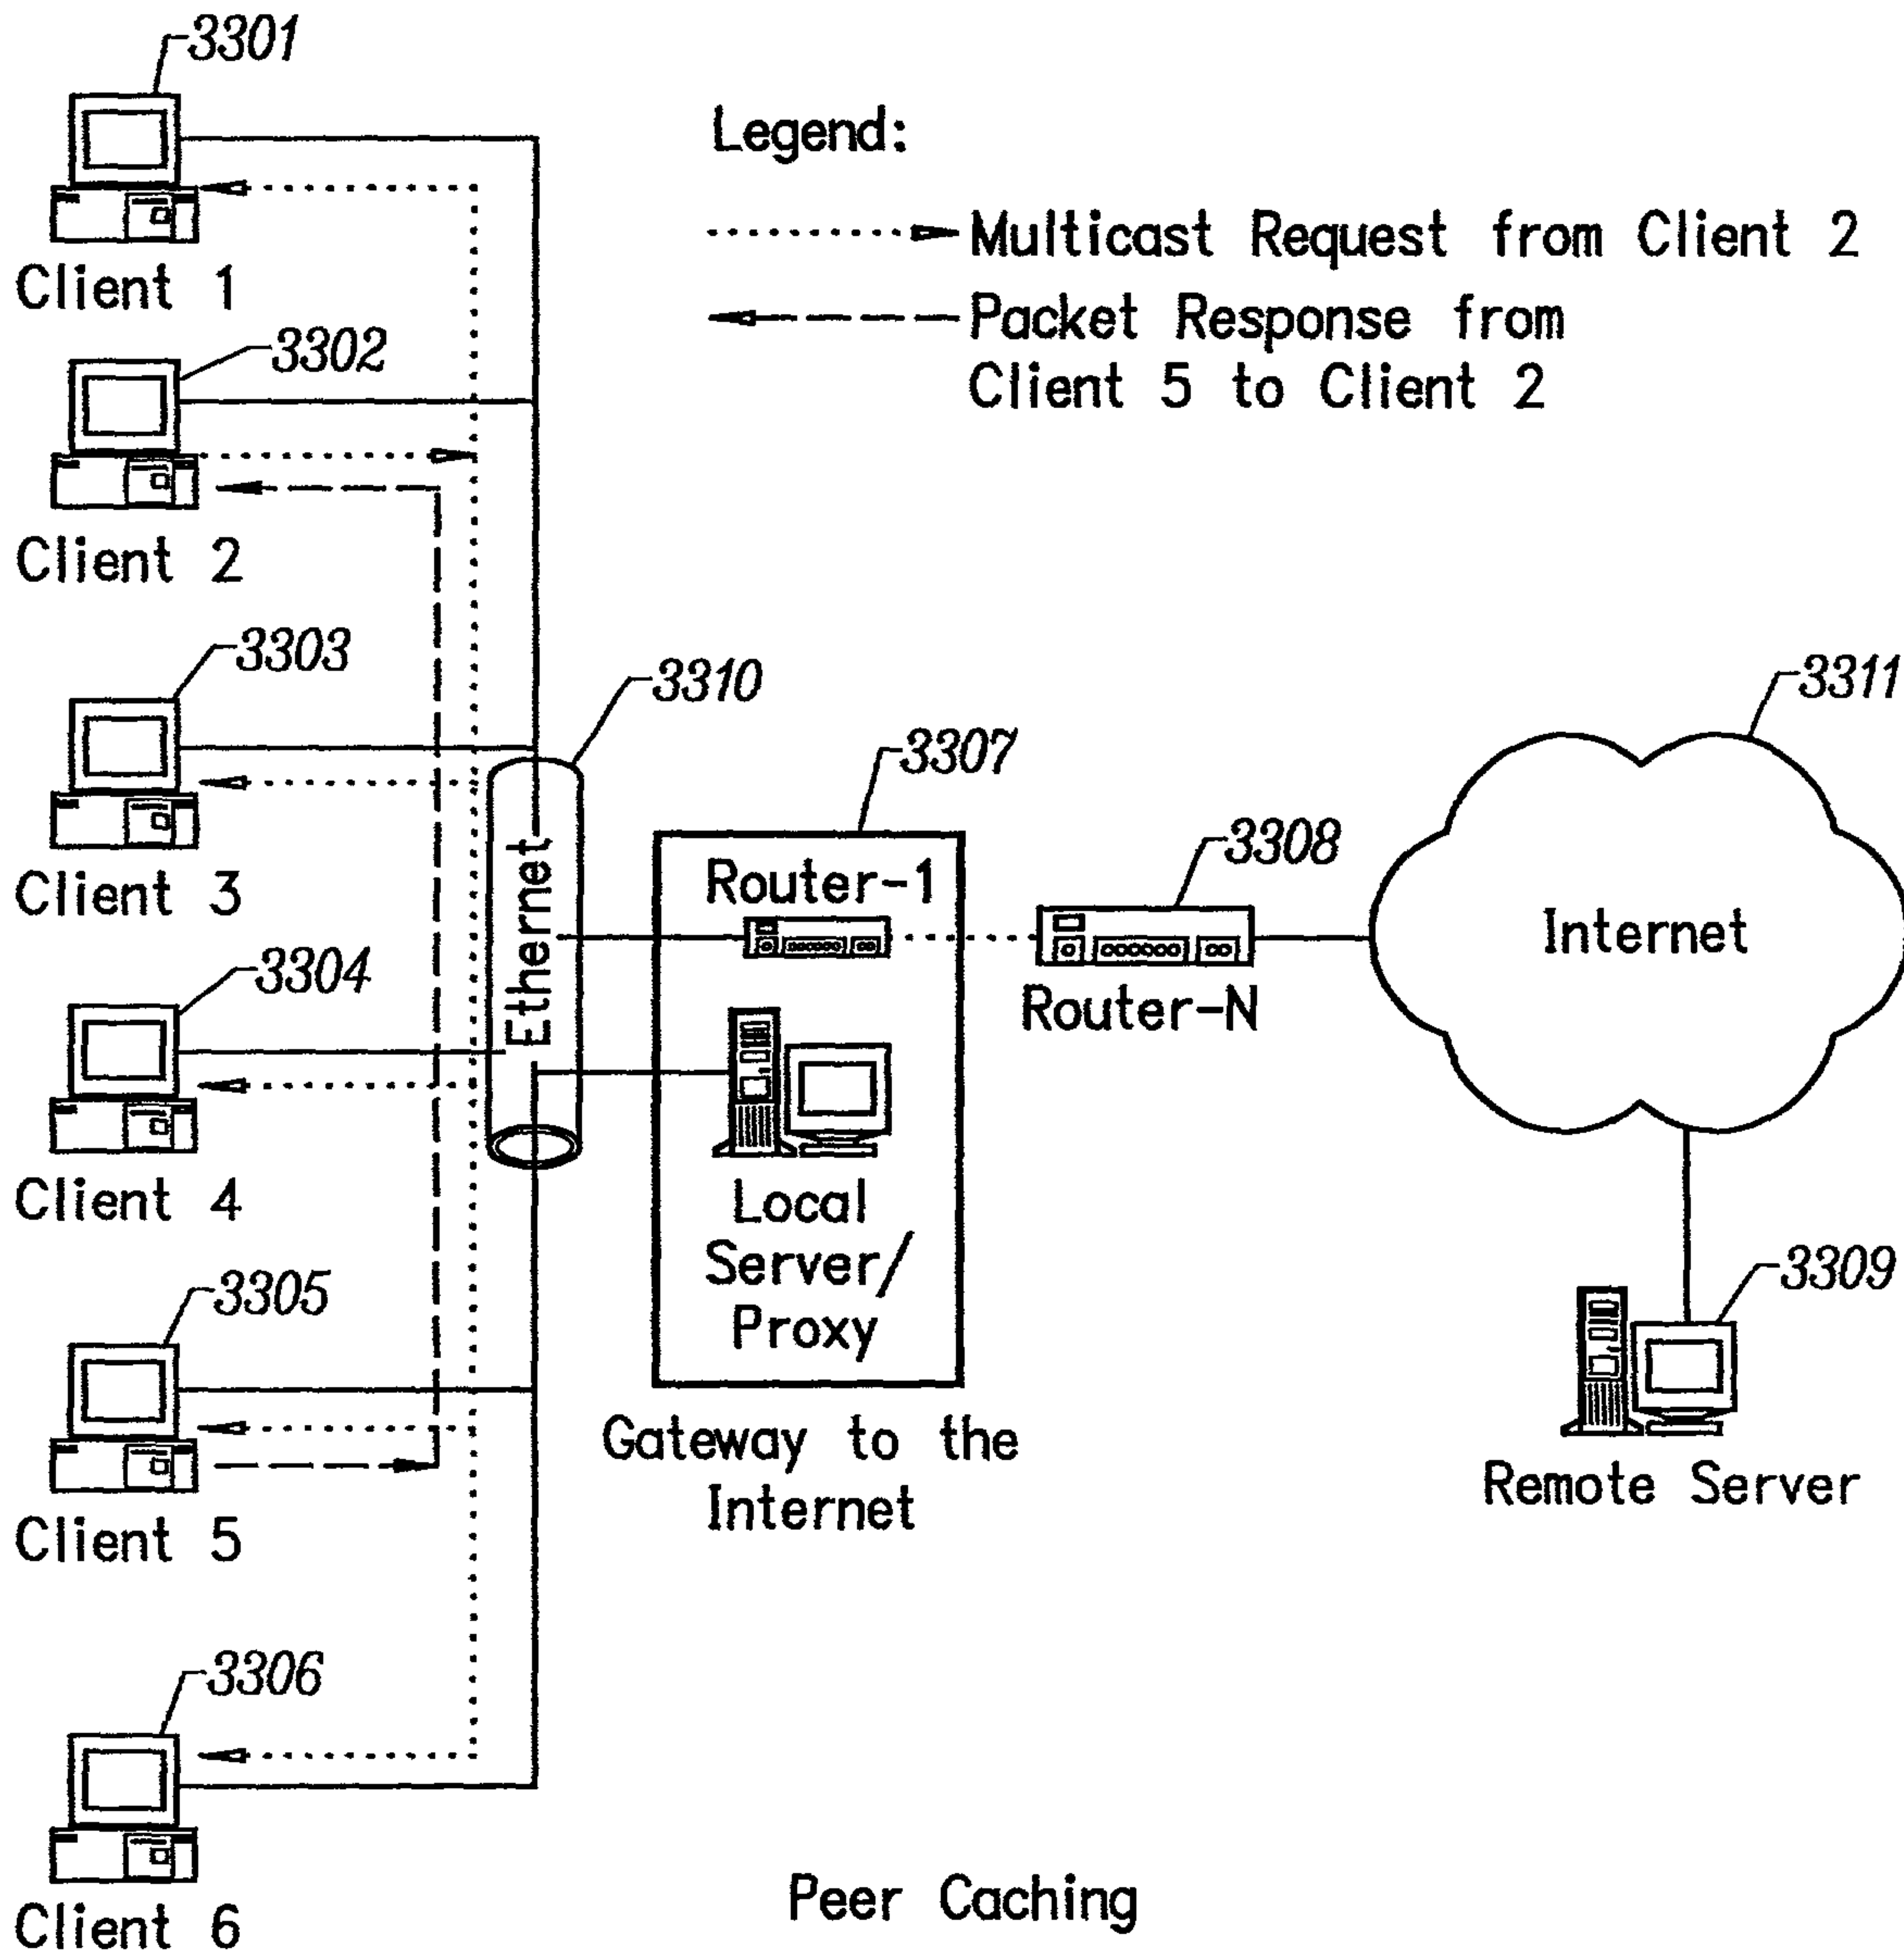 3301
Client 1
Legend:
Multicast Request from Client 2
Packet Response from
Client 5 to Client 2
3302
Client 2
3303
Client 3
3310
Ethernet
3307
Router-1
3308
Router-N
3311
Internet
3304
Client 4
Local
Server/
Proxy
Gateway to the
Internet
3309
Remote Server
3305
Client 5
3306
Client 6
Peer Caching